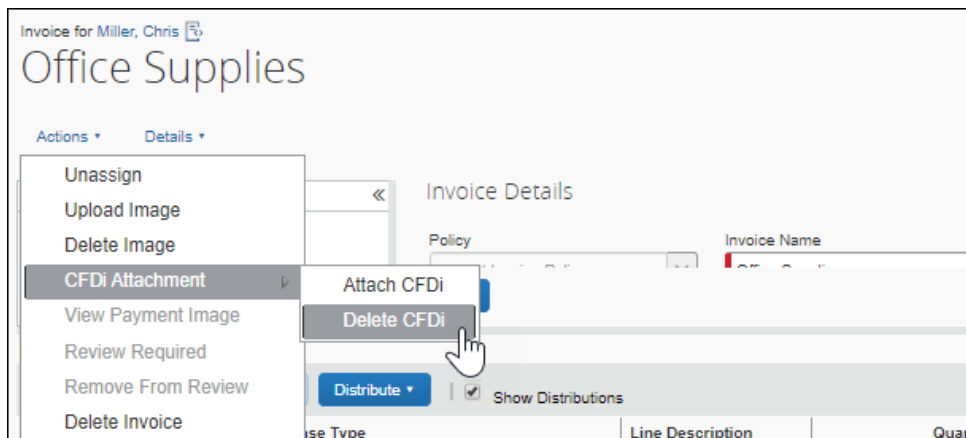 Invoice for Miller, Chris
Office Supplies
Actions Details
Unassign
Upload Image
Delete Image
CFDi Attachment
View Payment Image
Review Required
Remove From Review
Delete Invoice
Attach CFDi
Delete CFDi
Invoice Details
Policy
Invoice Name
Distribute
Show Distributions
Type
Line Description